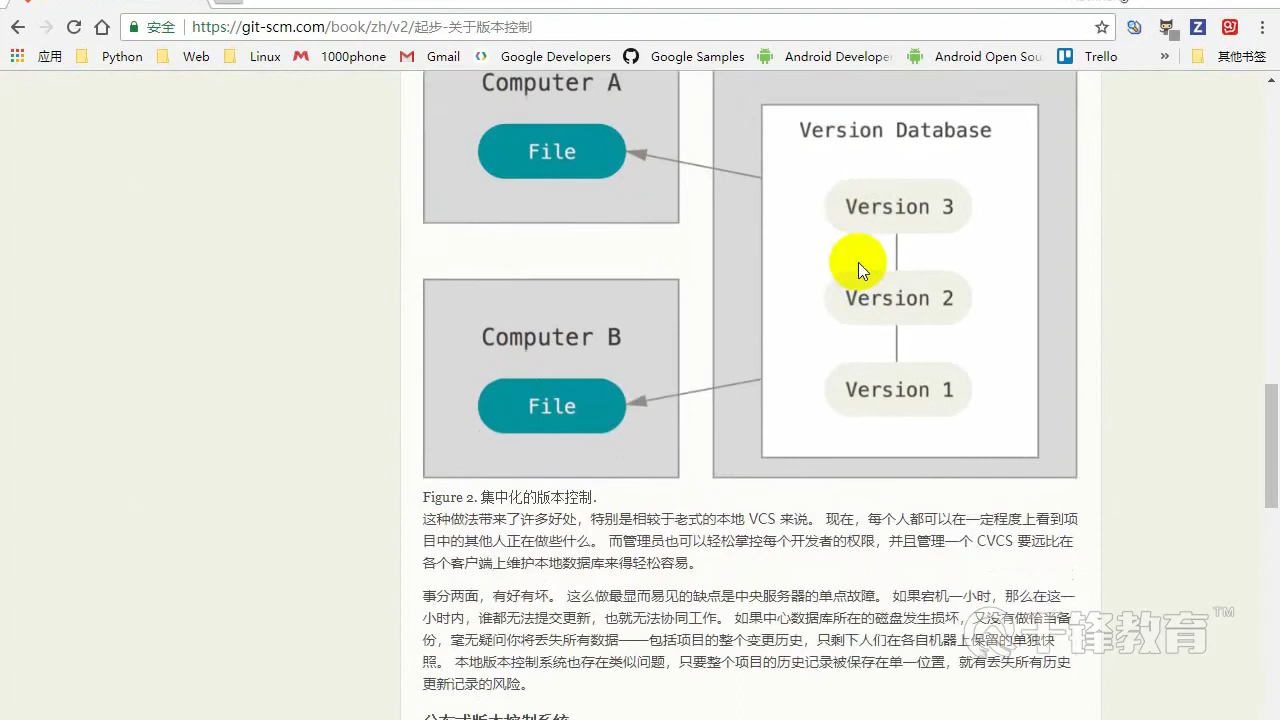 安全 https://git-scm.com/book/zh/v2/起步-关于版本控制
应用 Python Web Linux 1000phone Gmail Google Developers Google Samples Android Develope Android Open Sou Trello » 其他书签
Computer A
File
Version Database
Version 3
Version 2
Version 1
Computer B
File
Figure 2. 集中化的版本控制.
这种做法带来了许多好处，特别是相较于老式的本地 VCS 来说。 现在，每个人都可以在一定程度上看到项
目中的其他人正在做些什么。 而管理员也可以轻松掌控每个开发者的权限，并且管理一个 CVCS 要远比在
各个客户端上维护本地数据库来得轻松容易。
事分两面，有好有坏。 这么做最显而易见的缺点是中央服务器的单点故障。 如果宕机一小时，那么在这一
小时内，谁都无法提交更新，也就无法协同工作。 如果中心数据库所在的磁盘发生损坏，又没有做恰当备
份，毫无疑问你将丢失所有数据——包括项目的整个变更历史，只剩下人们在各自机器上保留的单独快
照。 本地版本控制系统也存在类似问题，只要整个项目的历史记录被保存在单一位置，就有丢失所有历史
更新记录的风险。
千锋教育™
分布式版本控制系统